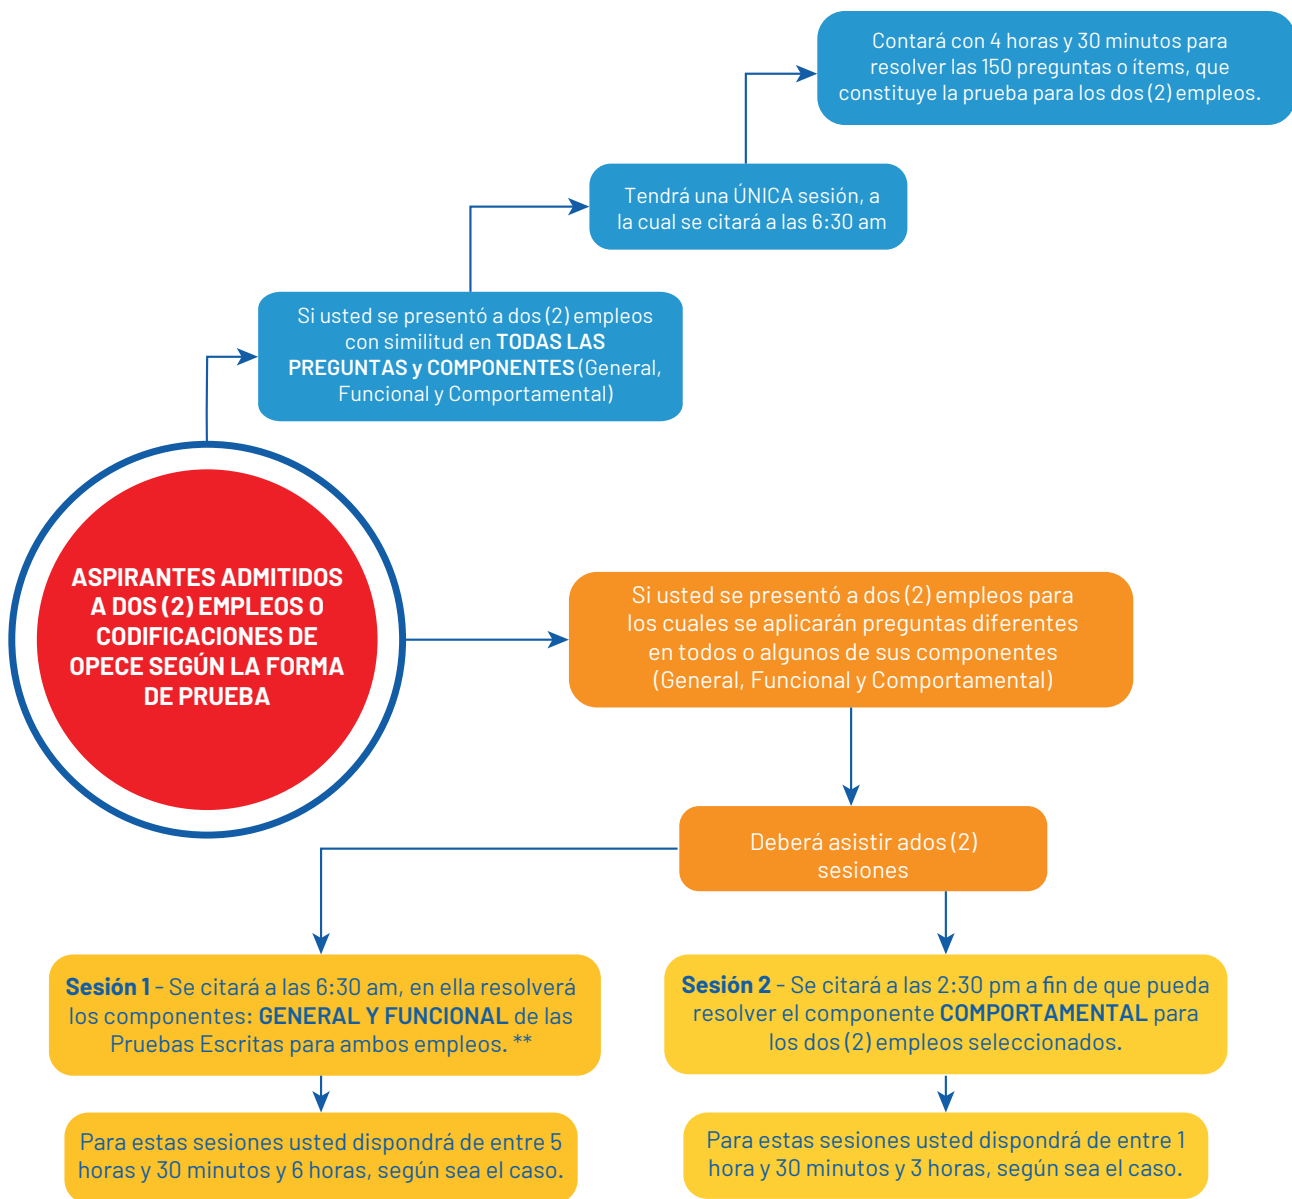 Contará con 4 horas y 30 minutos para
resolver las 150 preguntas o ítems, que
constituye la prueba para los dos (2) empleos.
Tendrá una ÚNICA sesión, a
la cual se citará a las 6:30 am
Si usted se presentó a dos (2) empleos
con similitud en TODAS LAS
PREGUNTAS y COMPONENTES (General,
Funcional y Comportamental)
ASPIRANTES ADMITIDOS
A DOS (2) EMPLEOS O
CODIFICACIONES DE
OPECE SEGÚN LA FORMA
DE PRUEBA
Si usted se presentó a dos (2) empleos para
los cuales se aplicarán preguntas diferentes
en todos o algunos de sus componentes
(General, Funcional y Comportamental)
Deberá asistir ados (2)
sesiones
Sesión 1 - Se citará a las 6:30 am, en ella resolverá
los componentes: GENERAL Y FUNCIONAL de las
Pruebas Escritas para ambos empleos. **
Sesión 2 - Se citará a las 2:30 pm a fin de que pueda
resolver el componente COMPORTAMENTAL para
los dos (2) empleos seleccionados.
Para estas sesiones usted dispondrá de entre 5
horas y 30 minutos y 6 horas, según sea el caso.
Para estas sesiones usted dispondrá de entre 1
hora y 30 minutos y 3 horas, según sea el caso.